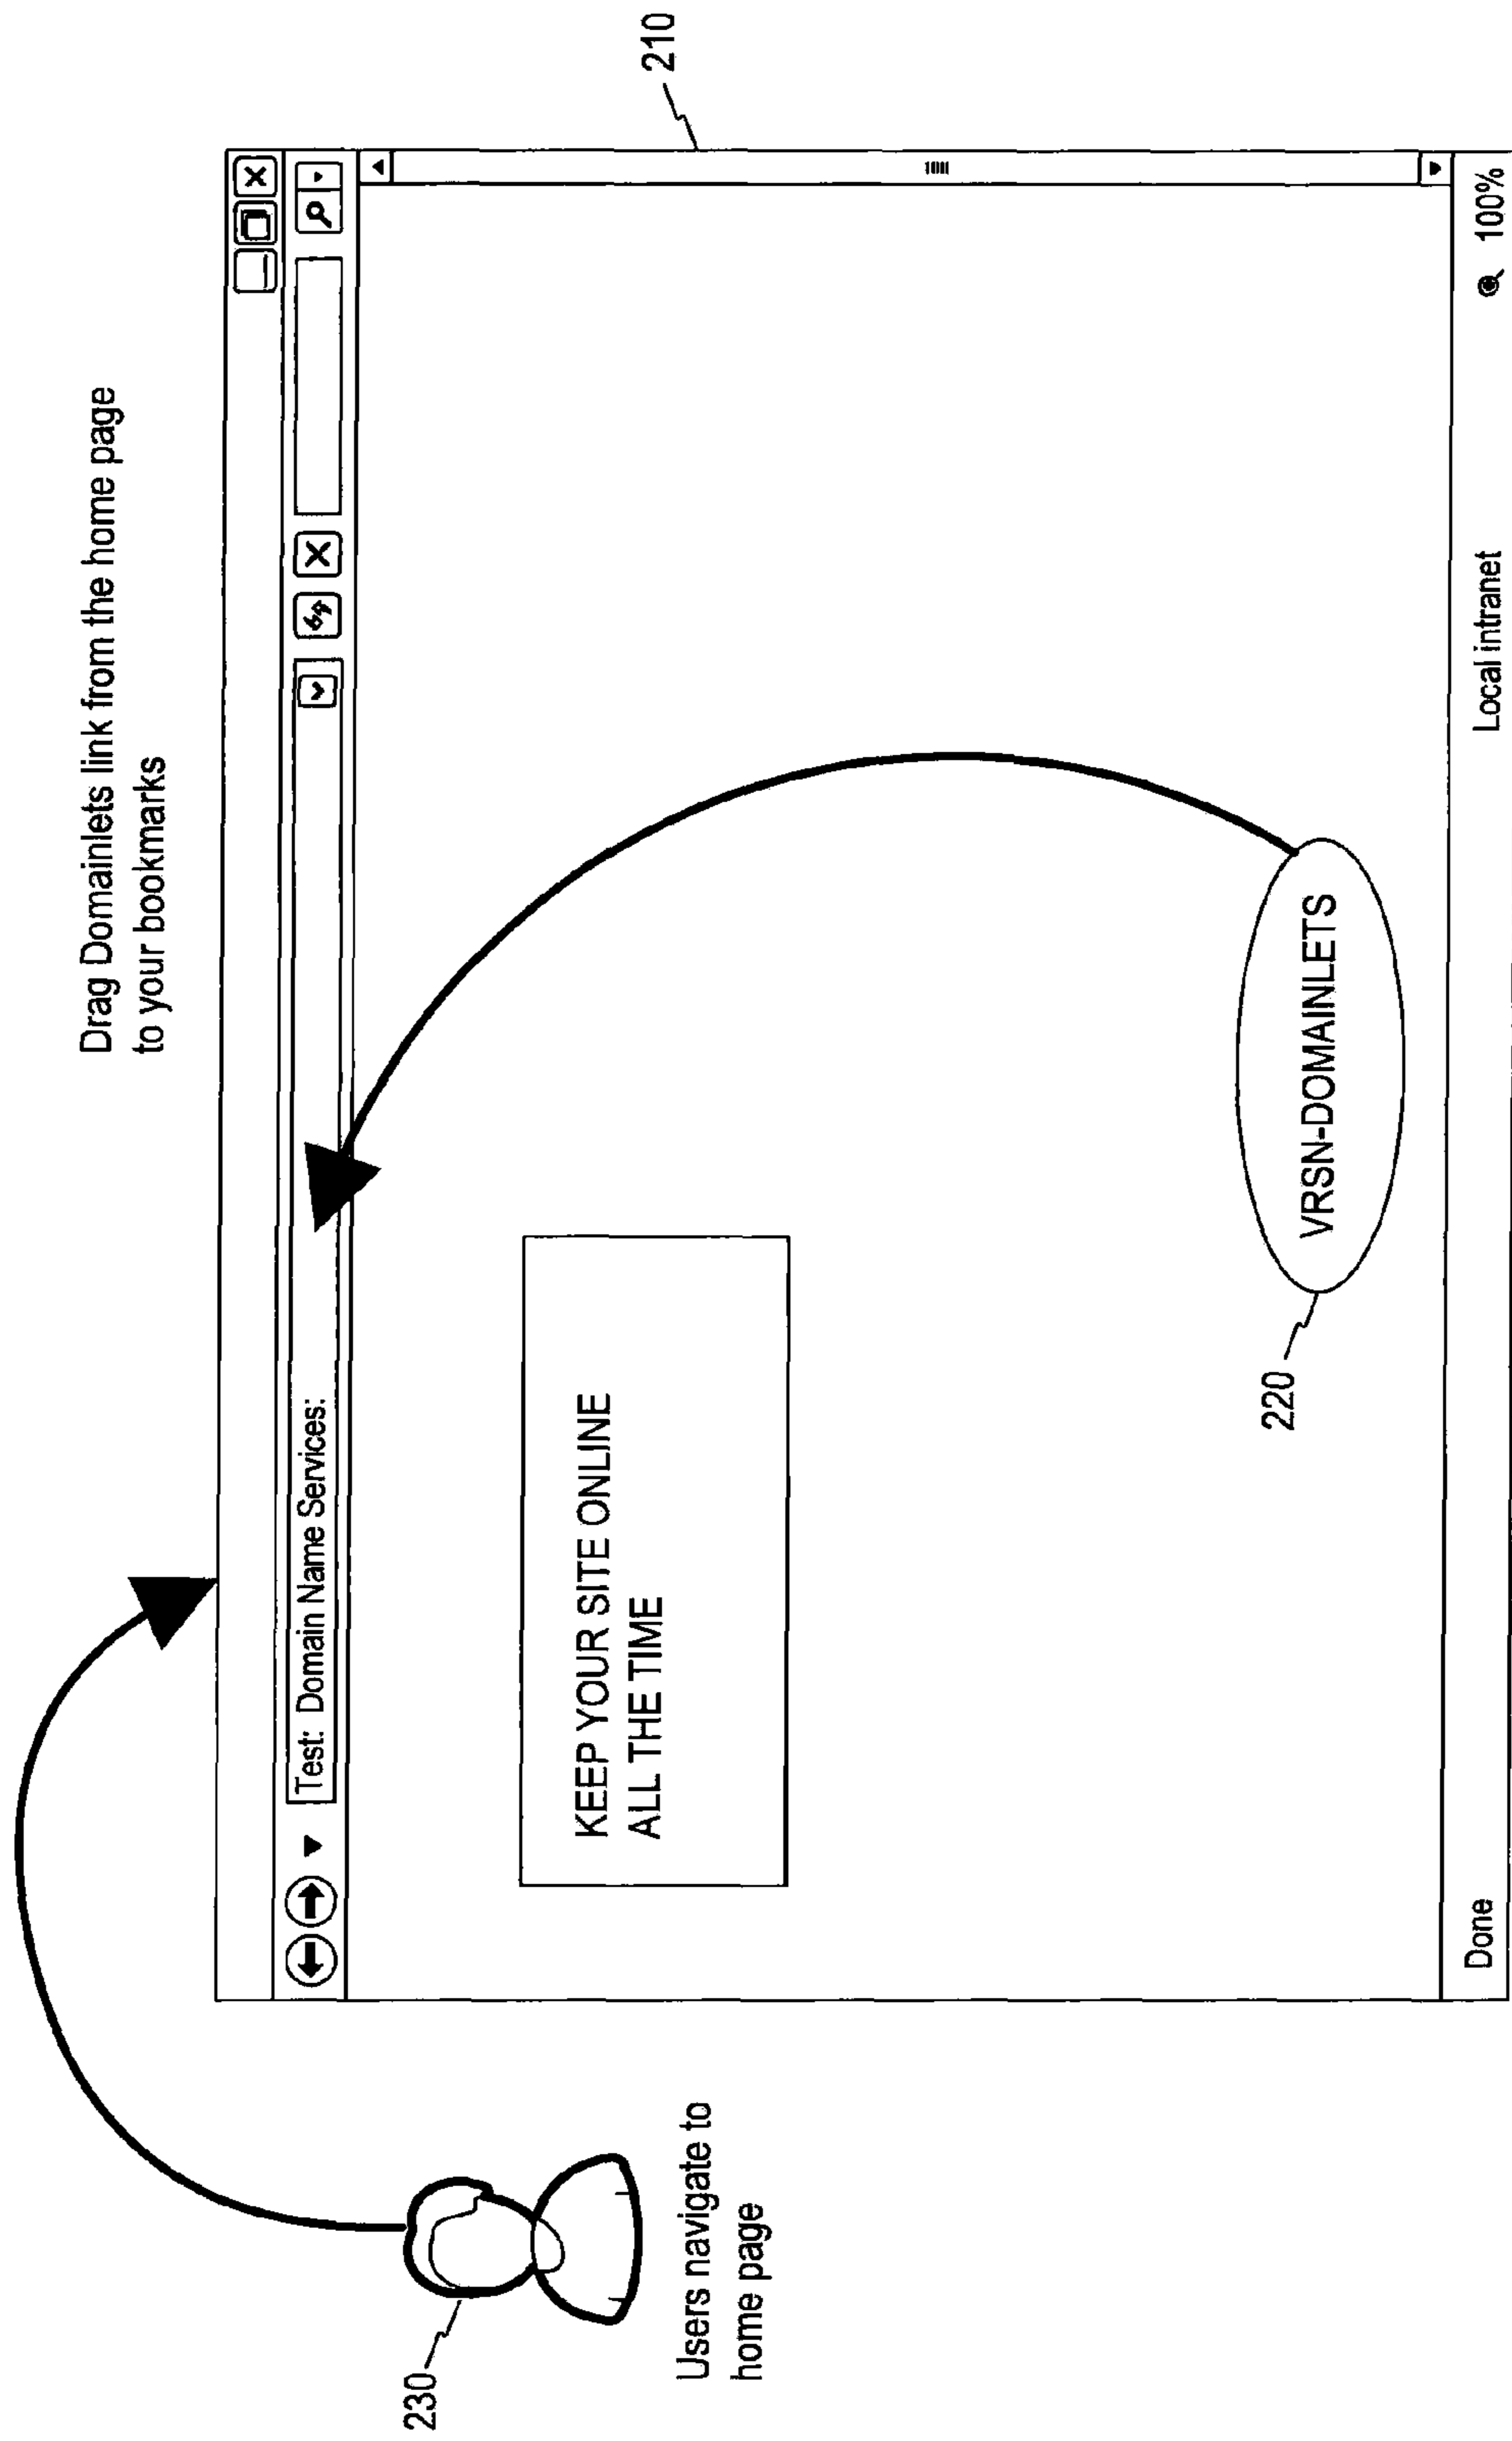 Drag Domainlets link from the home page
to your bookmarks
210
Test: Domain Name Services:
KEEP YOUR SITE ONLINE
ALL THE TIME
230
Users navigate to
home page
220
VRSN-DOMAINLETS
Done
Local intranet
100%